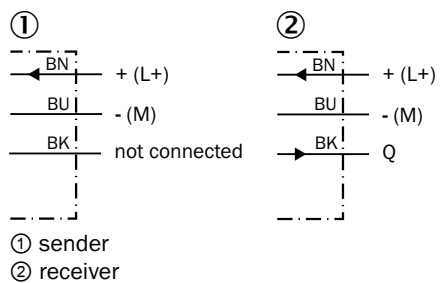 ① ②
BN + (L+) BN + (L+)
BU - (M) BU - (M)
BK not connected BK Q
① sender
② receiver